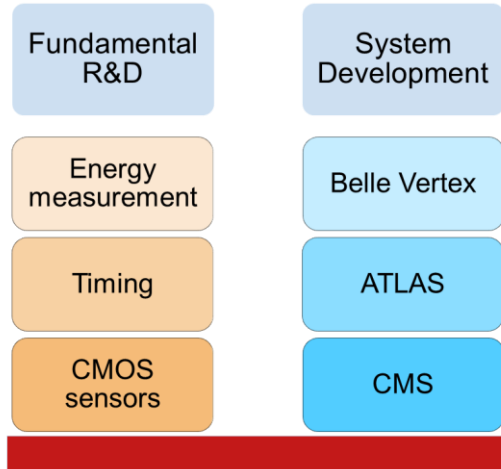 Fundamental
R&D
System
Development
Energy
measurement
Belle Vertex
Timing
ATLAS
CMOS
sensors
CMS